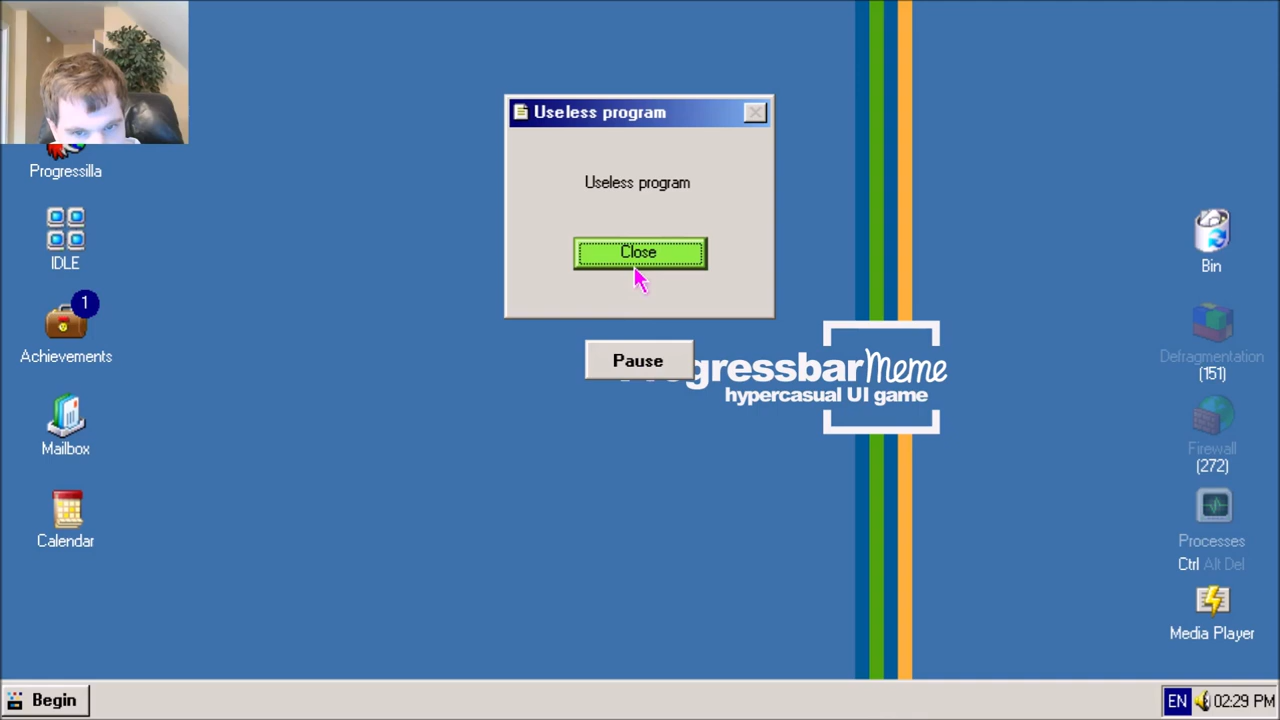 Useless program
Useless program
Close
Pause
Progressilla
IDLE
1
Achievements
Mailbox
Calendar
gressbarMeme
hypercasual UI game
Bin
Defragmentation
(151)
Firewall
(272)
Processes
Ctrl Alt Del
Media Player
Begin
EN
02:29 PM